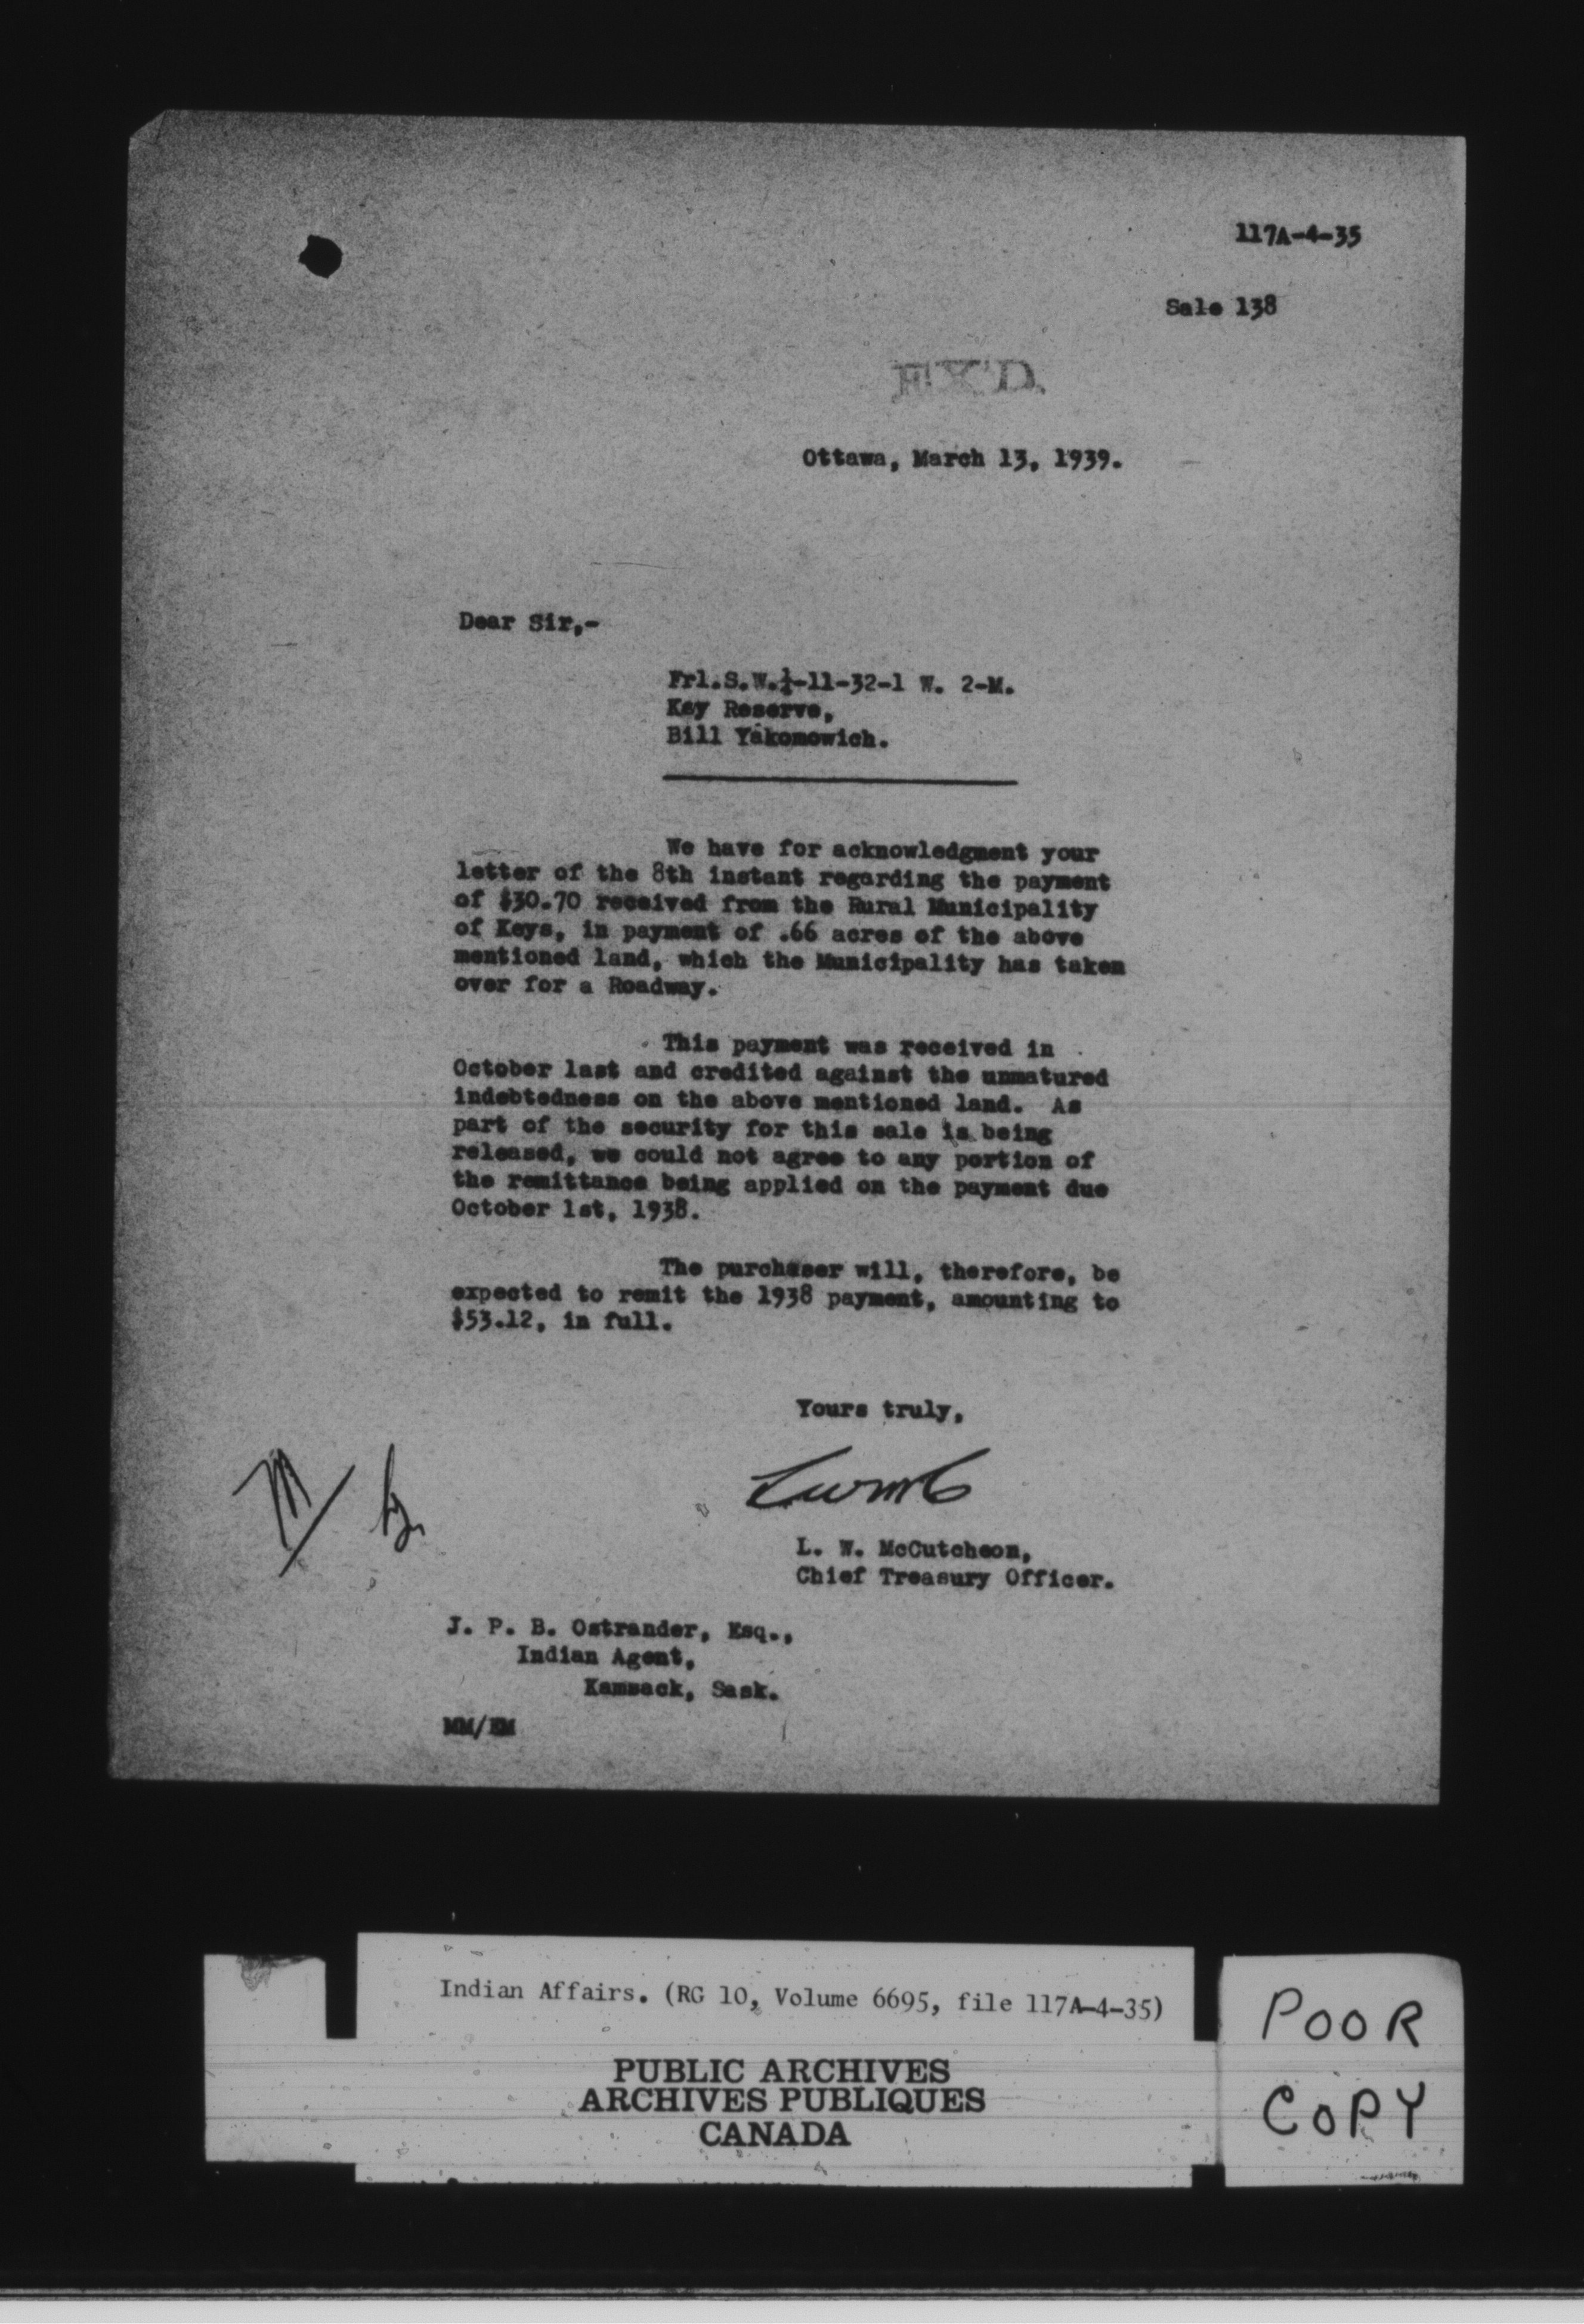 117A-4-35
Sale 138
EX'D.
Ottawa, March 13, 1939.
Dear Sir,-
Frl.S.W.¼-11-32-1 W. 2-M.
Key Reserve,
Bill Yakomowich.
We have for acknowledgment your
letter of the 8th instant regarding the payment
of $30.70 received from the Rural Municipality
of Keys, in payment of .66 acres of the above
mentioned land, which the Municipality has taken
over for a Roadway.
This payment was received in
October last and credited against the unmatured
indebtedness on the above mentioned land. As
part of the security for this sale is being
released, we could not agree to any portion of
the remittance being applied on the payment due
October 1st, 1938.
The purchaser will, therefore, be
expected to remit the 1938 payment, amounting to
$53.12, in full.
Yours truly,
L. W. McCutcheon,
Chief Treasury Officer.
J. P. B. Ostrander, Esq.,
Indian Agent,
Kamsack, Sask.
MM/EM
Indian Affairs. (RG 10, Volume 6695, file 117A-4-35)
PUBLIC ARCHIVES
ARCHIVES PUBLIQUES
CANADA
POOR
COPY